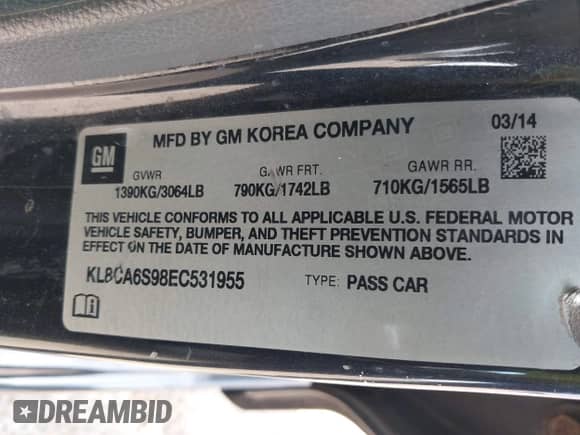 GM MFD BY GM KOREA COMPANY 03/14
GVWR GAWR FRT. GAWR RR.
1390KG/3064LB 790KG/1742LB 710KG/1565LB
THIS VEHICLE CONFORMS TO ALL APPLICABLE U.S. FEDERAL MOTOR
VEHICLE SAFETY, BUMPER, AND THEFT PREVENTION STANDARDS IN
EFFECT ON THE DATE OF MANUFACTURE SHOWN ABOVE.
KL8CA6S98EC531955 TYPE: PASS CAR
DREAMBID